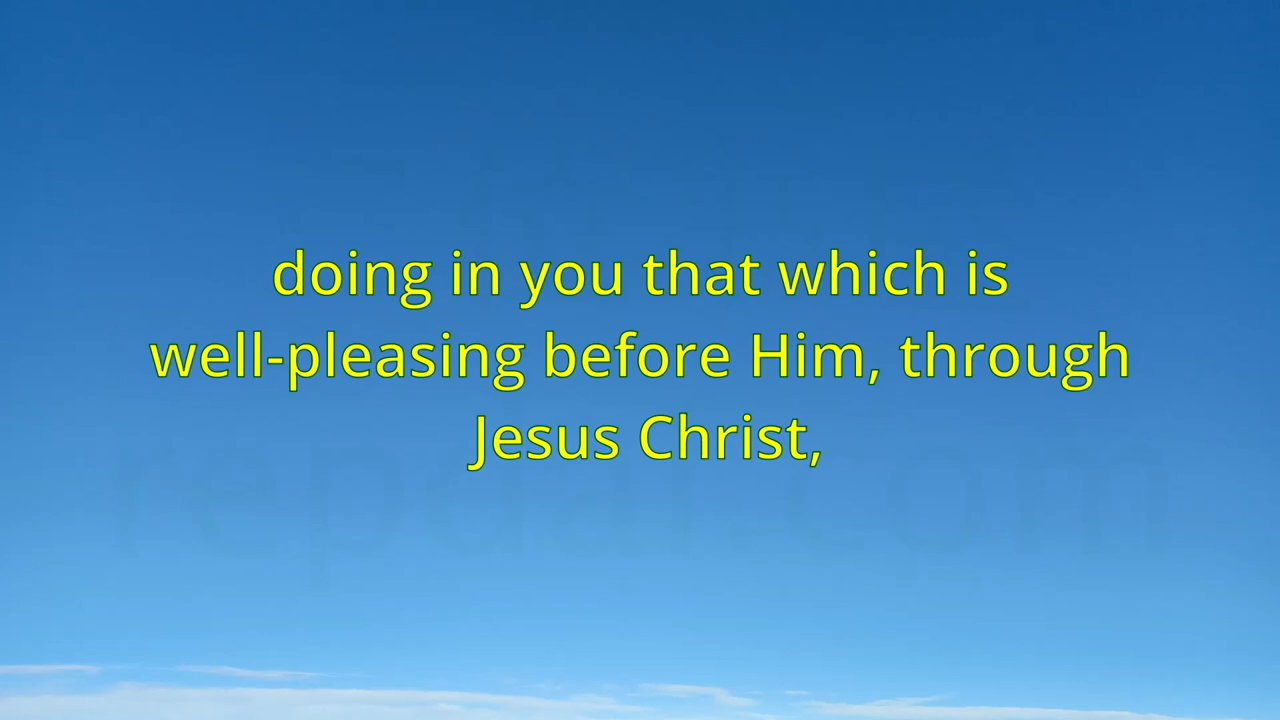 doing in you that which is
well-pleasing before Him, through
Jesus Christ,